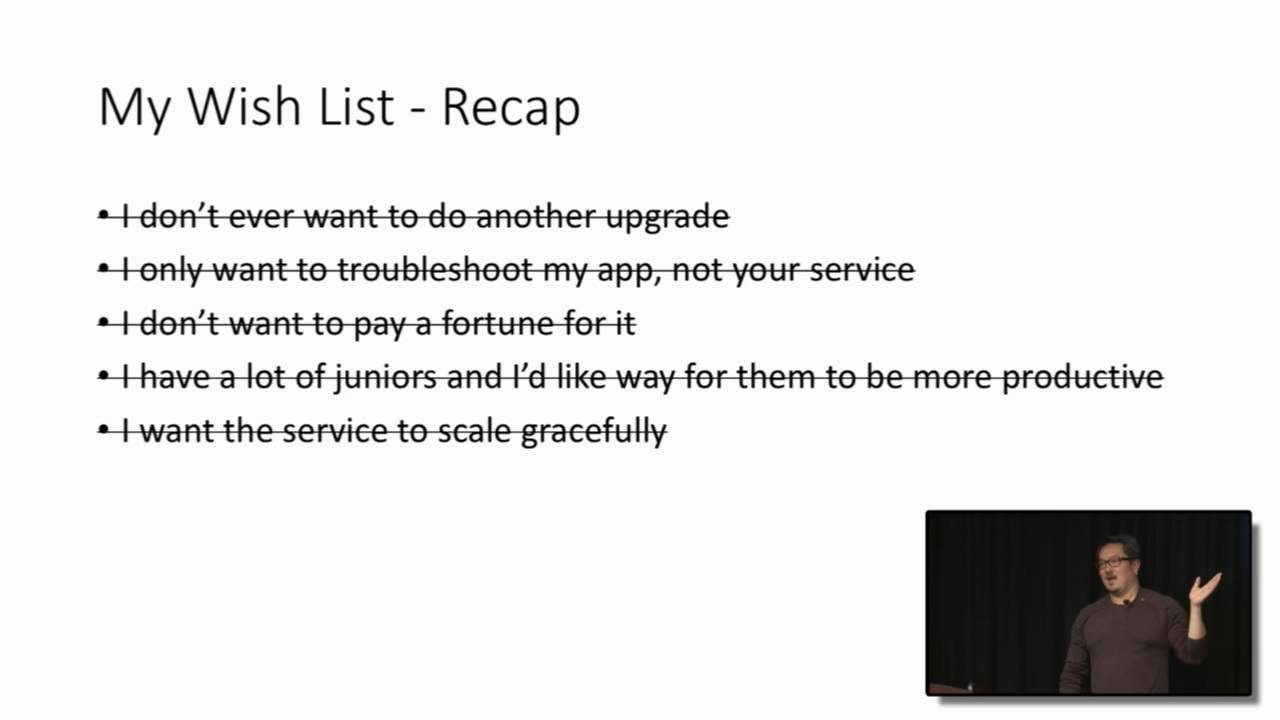 My Wish List - Recap
• I don’t ever want to do another upgrade
• I only want to troubleshoot my app, not your service
• I don’t want to pay a fortune for it
• I have a lot of juniors and I’d like way for them to be more productive
• I want the service to scale gracefully